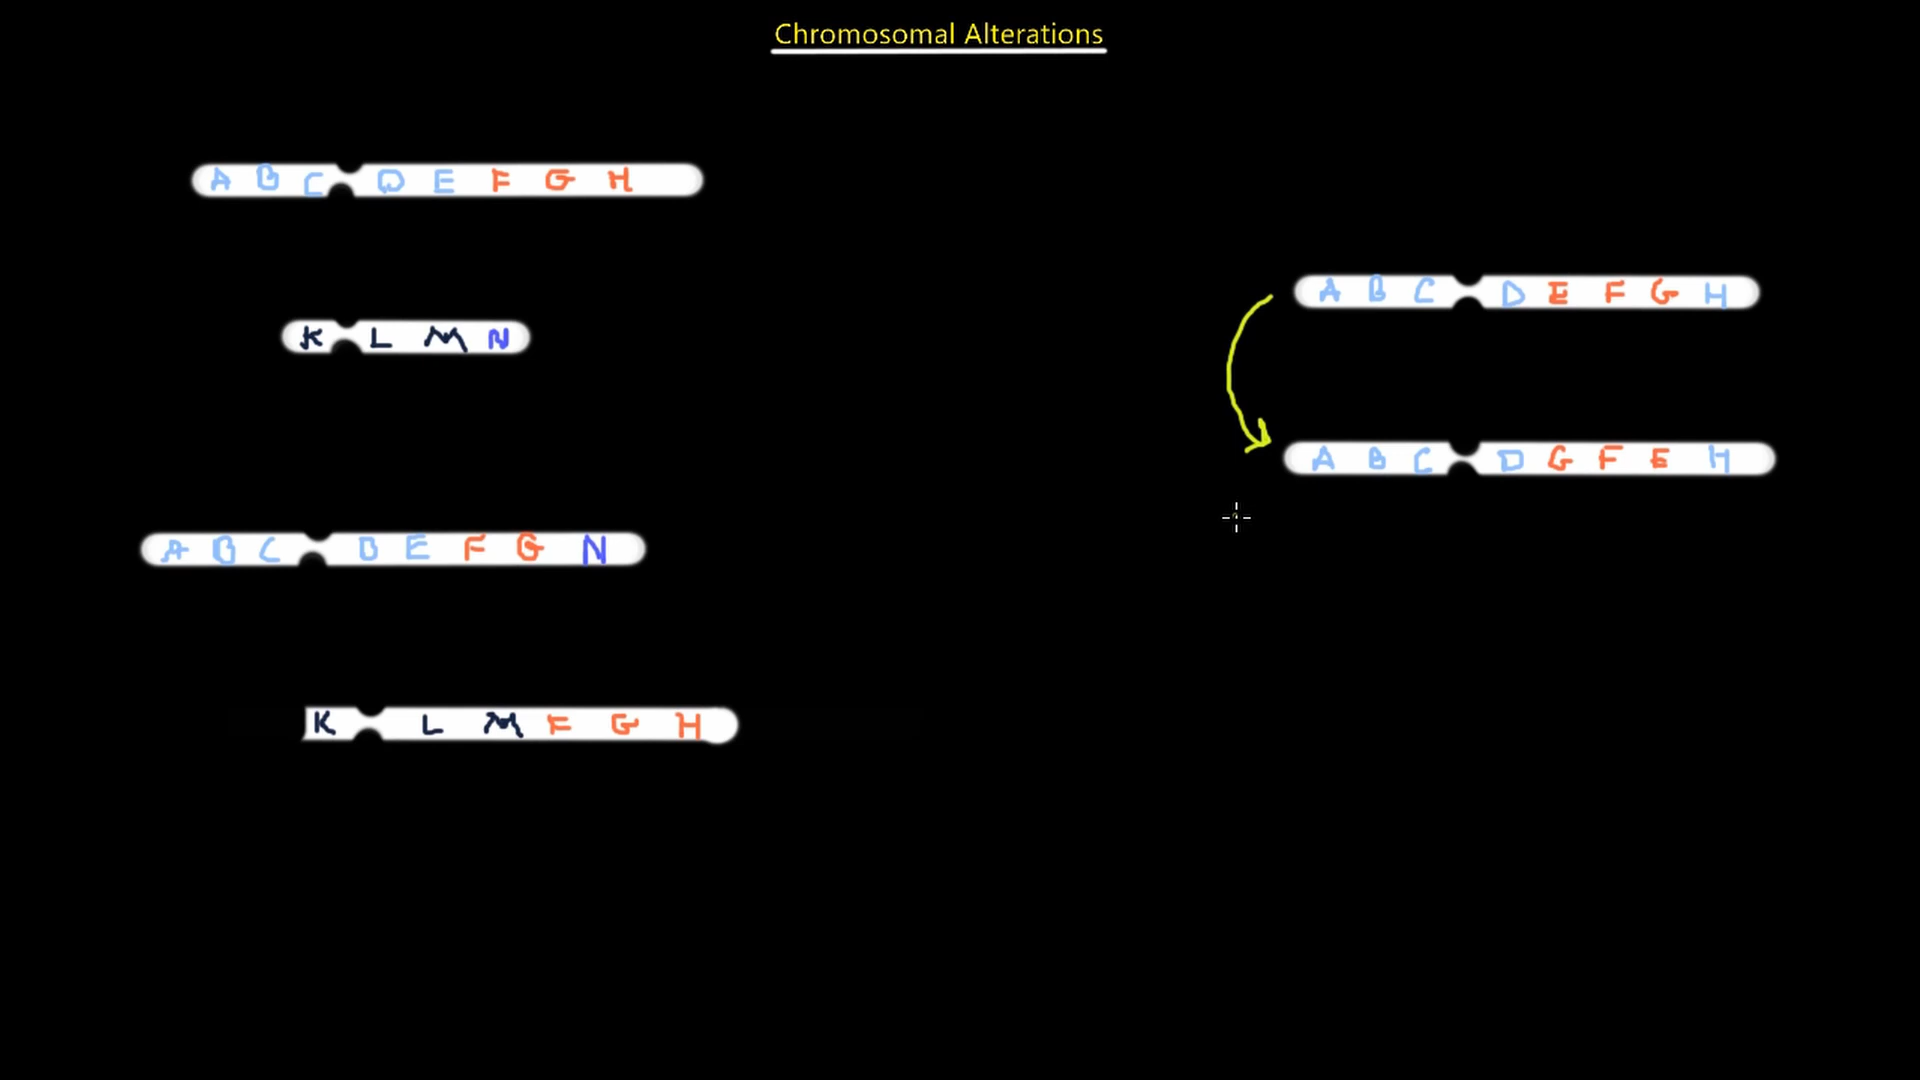 Chromosomal Alterations
A B C D E F G H
A B C D E F G H
K L M N
A B C D G F E H
A B C D E F G N
K L M F G H